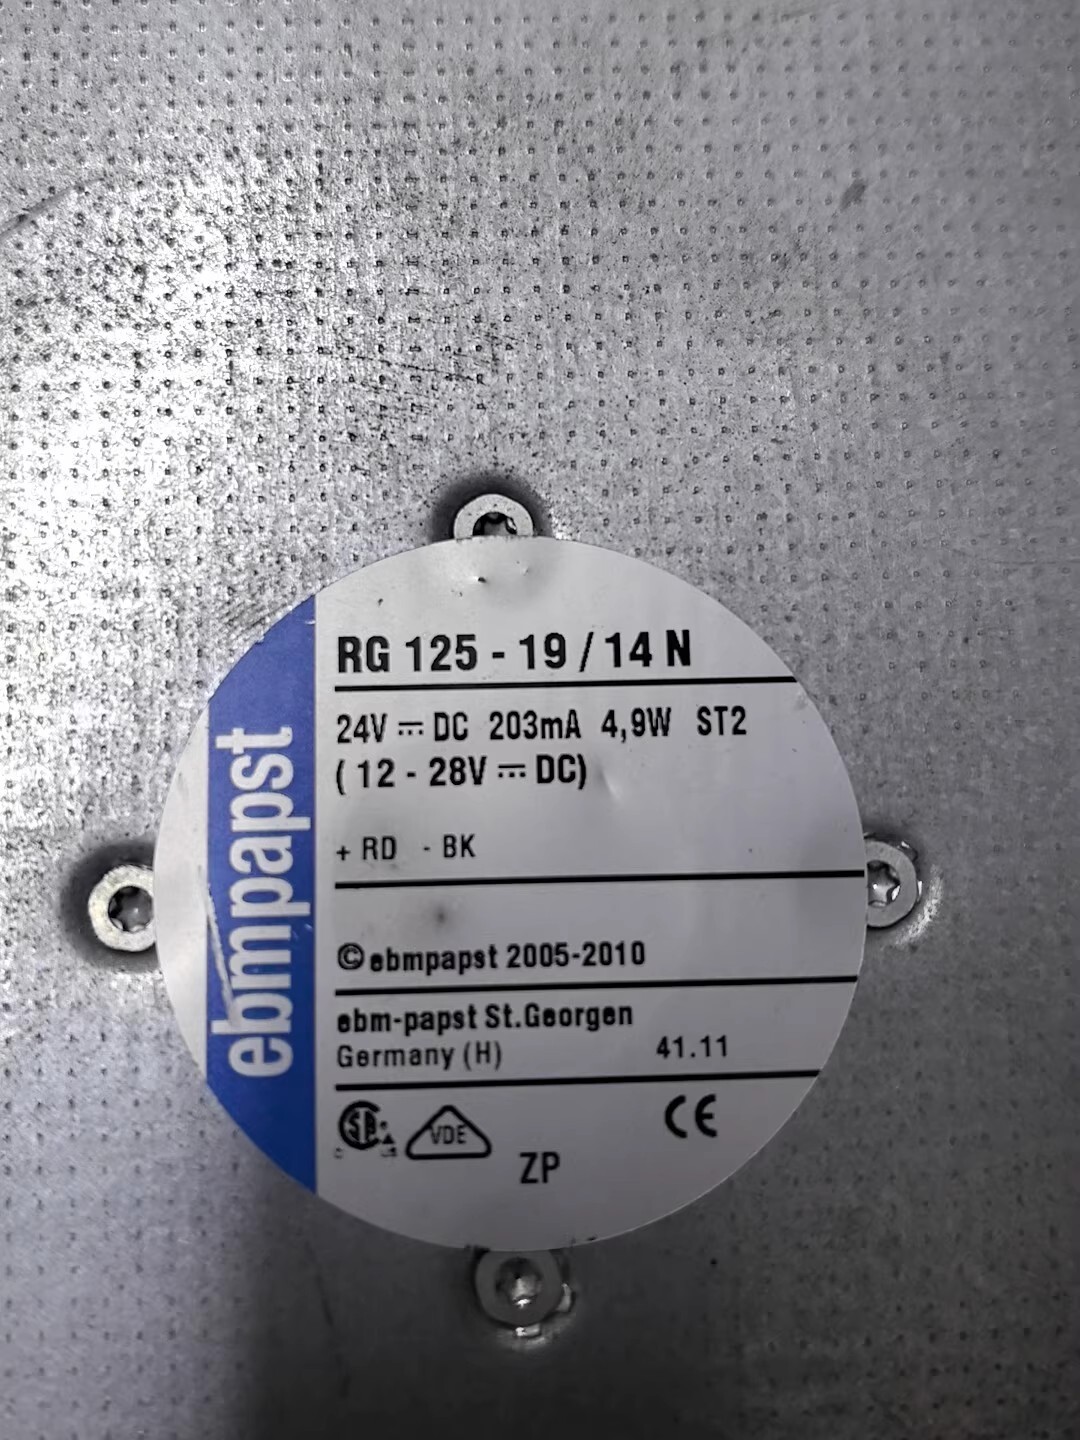 ebmpapst
RG 125 - 19 / 14 N
24V ⎓ DC 203mA 4,9W ST2
( 12 - 28V ⎓ DC)
+ RD - BK
© ebmpapst 2005-2010
ebm-papst St.Georgen
Germany (H) 41.11
VDE CE
ZP